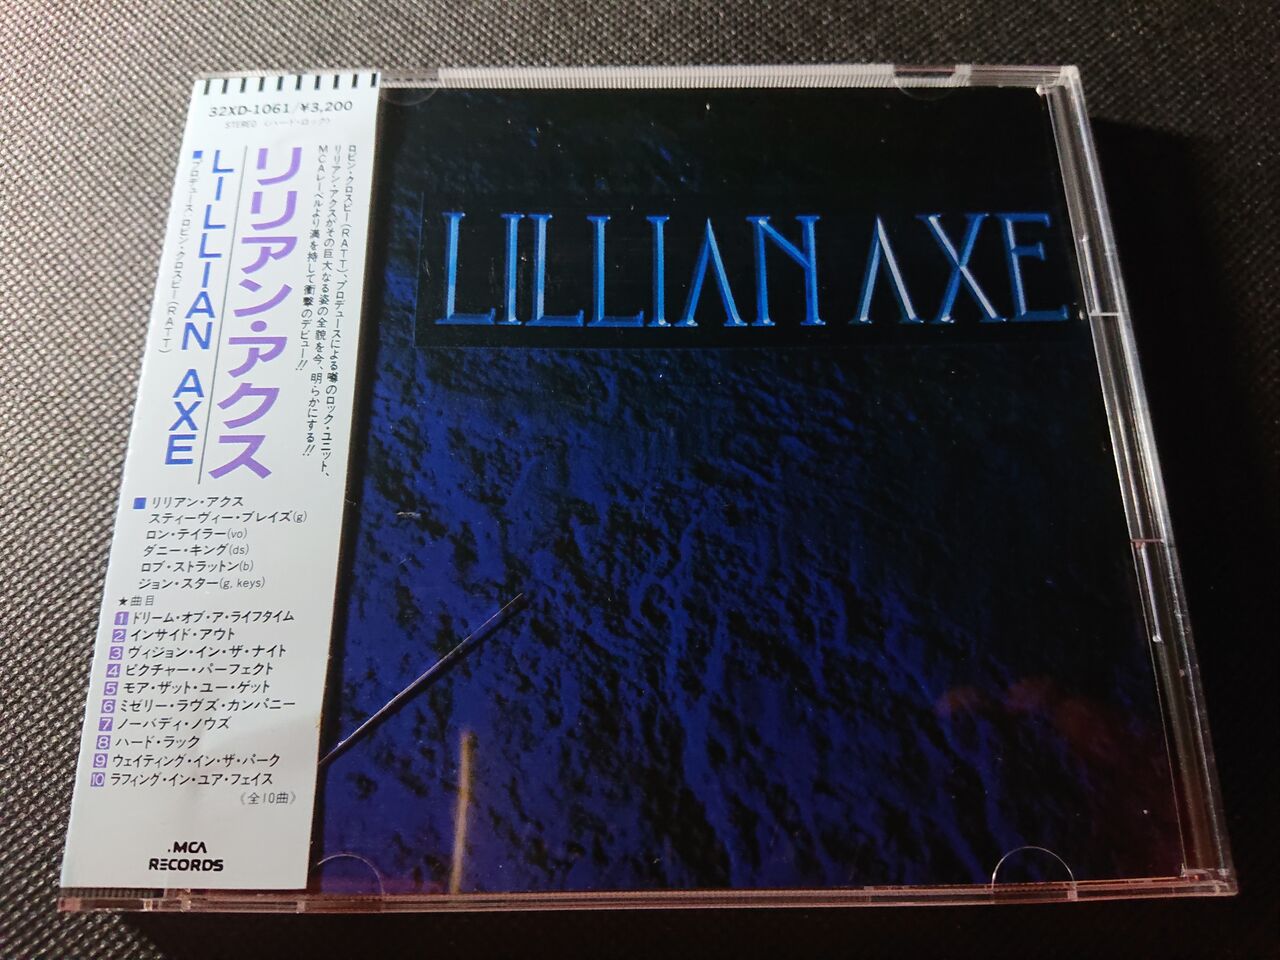 32XD-1061/¥3,200
STEREO 〈ハード・ロック〉
ロビン・クロスビー(RATT)、プロデュースによる噂のロック・ユニット、
リリアン・アクスがその巨大なる姿の全貌を今、明らかにする!!
MCAレーベルより満を持して衝撃のデビュー!!
リリアン・アクス
LILLIAN AXE
■プロデュース:ロビン・クロスビー(RATT)
■リリアン・アクス
スティーヴィー・ブレイズ(g)
ロン・テイラー(vo)
ダニー・キング(ds)
ロブ・ストラットン(b)
ジョン・スター(g, keys)
★曲目
1 ドリーム・オブ・ア・ライフタイム
2 インサイド・アウト
3 ヴィジョン・イン・ザ・ナイト
4 ピクチャー・パーフェクト
5 モア・ザット・ユー・ゲット
6 ミゼリー・ラヴズ・カンパニー
7 ノーバディ・ノウズ
8 ハード・ラック
9 ウェイティング・イン・ザ・パーク
10 ラフィング・イン・ユア・フェイス
《全10曲》
MCA
RECORDS
LILLIAN AXE